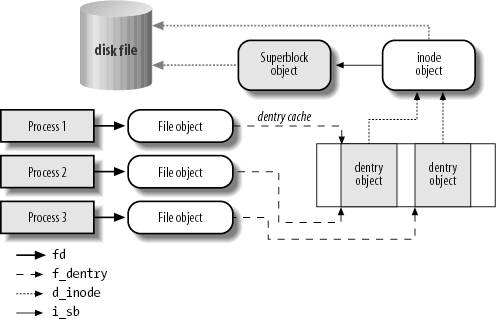 disk file
Superblock
object
inode
object
Process 1
File object
dentry cache
Process 2
File object
dentry
object
dentry
object
Process 3
File object
fd
f_dentry
d_inode
i_sb